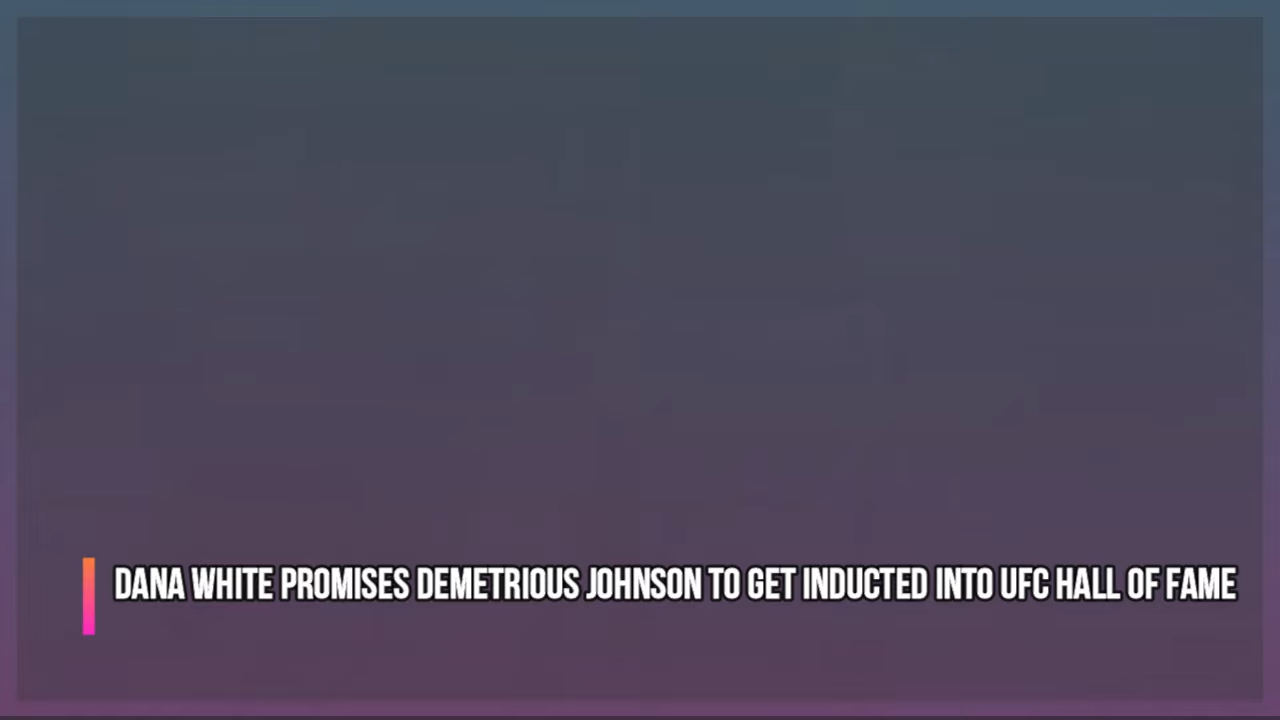 DANA WHITE PROMISES DEMETRIOUS JOHNSON TO GET INDUCTED INTO UFC HALL OF FAME